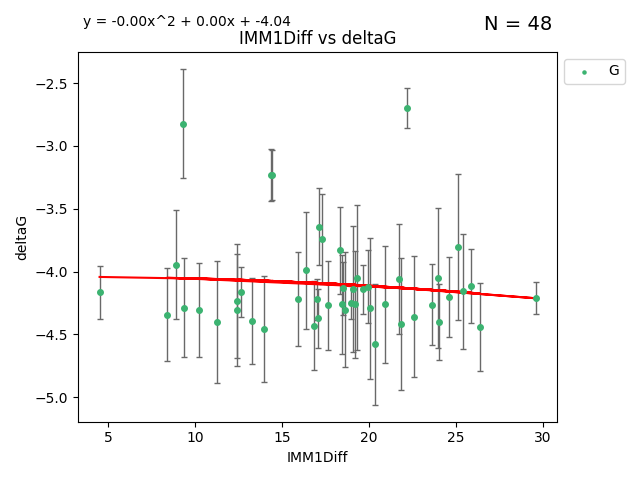 y = -0.00x^2 + 0.00x + -4.04
N = 48
IMM1Diff vs deltaG
G
deltaG
−2.5
−3.0
−3.5
−4.0
−4.5
−5.0
5 10 15 20 25 30
IMM1Diff